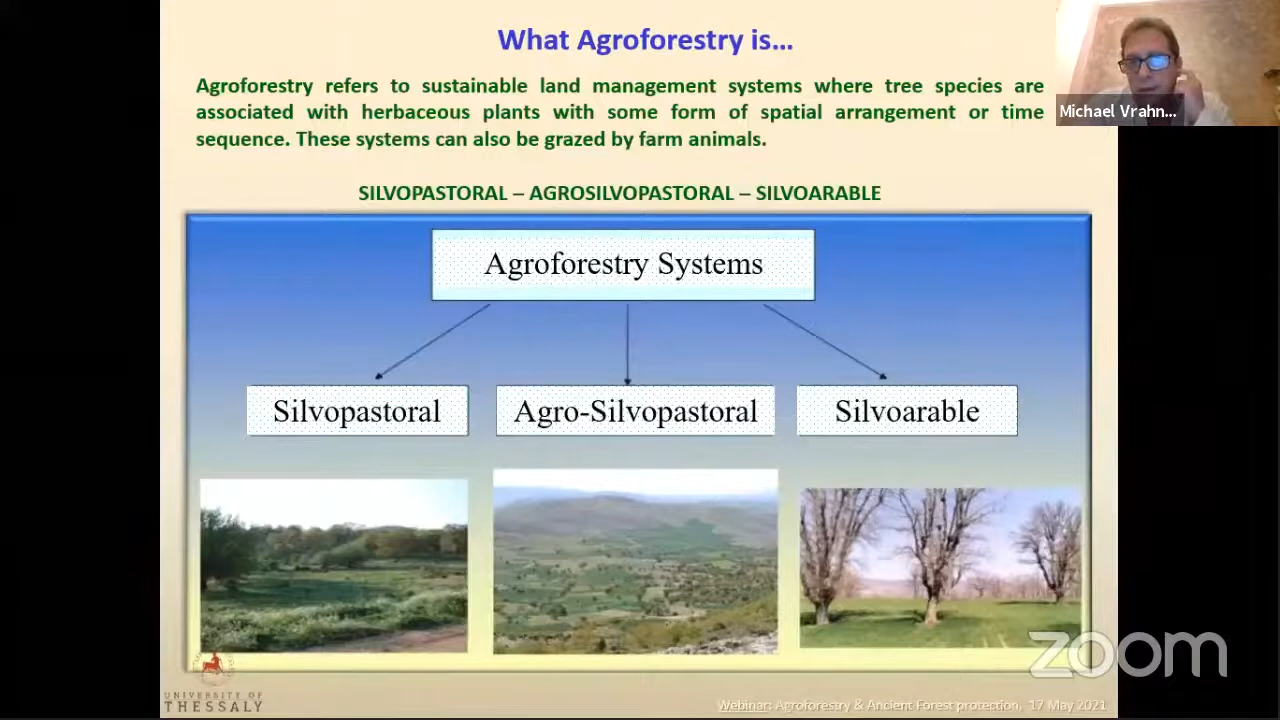 What Agroforestry is...
Agroforestry refers to sustainable land management systems where tree species are
associated with herbaceous plants with some form of spatial arrangement or time
sequence. These systems can also be grazed by farm animals.
Michael Vrahn...
SILVOPASTORAL – AGROSILVOPASTORAL – SILVOARABLE
Agroforestry Systems
Silvopastoral
Agro-Silvopastoral
Silvoarable
zoom
UNIVERSITY OF
THESSALY
Webinar: Agroforestry & Ancient Forest protection, 17 May 2021